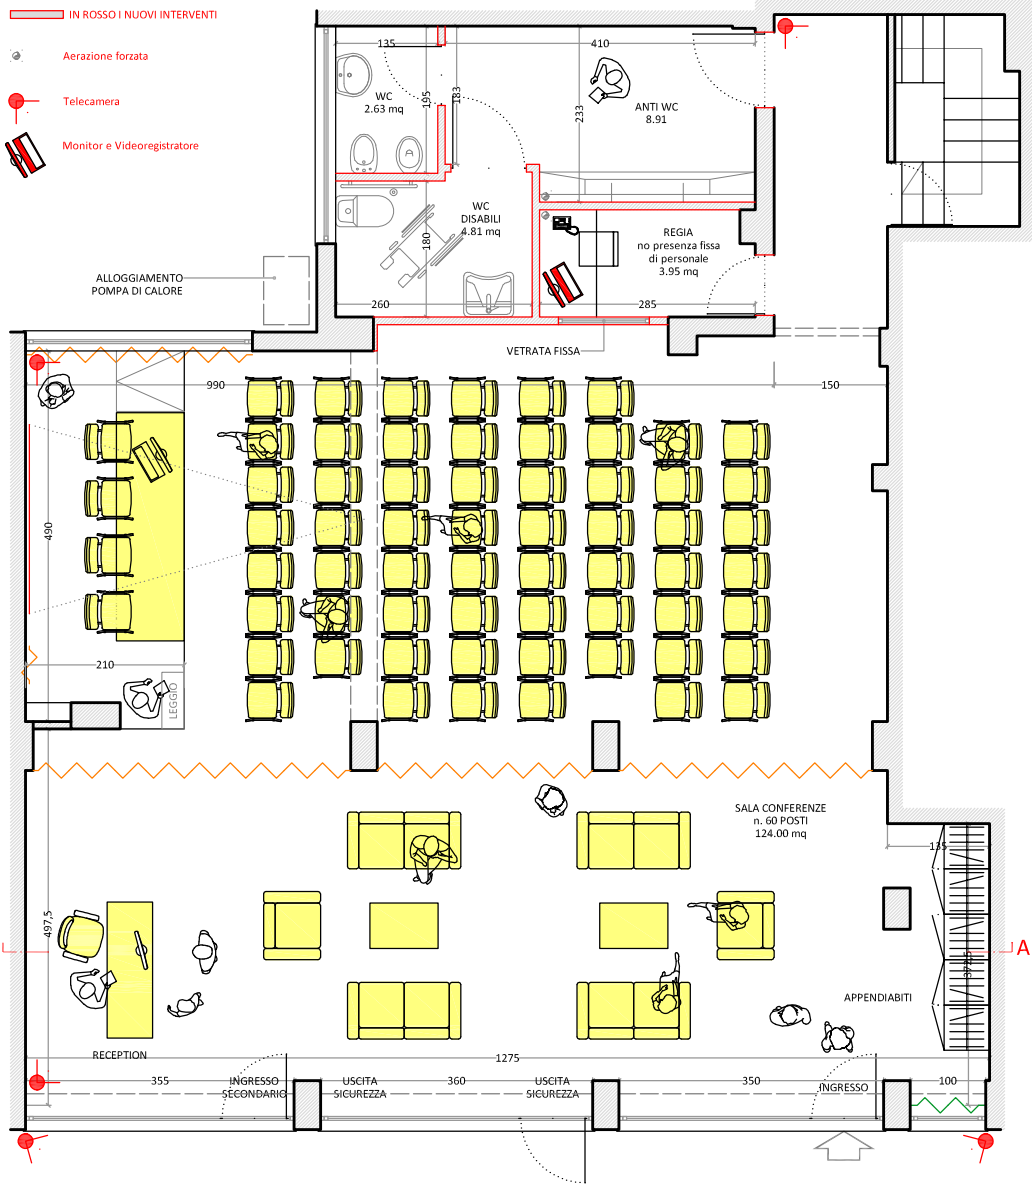 IN ROSSO I NUOVI INTERVENTI
Aerazione forzata
Telecamera
Monitor e Videoregistratore
135
410
WC
2.63 mq
195
183
233
ANTI WC
8.91
WC
DISABILI
4.81 mq
180
REGIA
no presenza fissa
di personale
3.95 mq
ALLOGGIAMENTO
POMPA DI CALORE
260
285
VETRATA FISSA
990
150
490
210
LEGGIO
SALA CONFERENZE
n. 60 POSTI
124.00 mq
135
497,5
372,5
A
APPENDIABITI
RECEPTION
1275
355
INGRESSO
SECONDARIO
USCITA
SICUREZZA
360
USCITA
SICUREZZA
350
INGRESSO
100